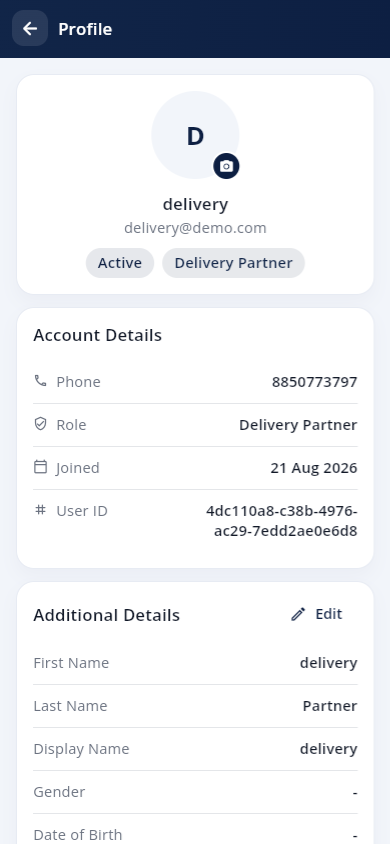 Profile
D
delivery
delivery@demo.com
Active Delivery Partner
Account Details
Phone 8850773797
Role Delivery Partner
Joined 21 Aug 2026
User ID 4dc110a8-c38b-4976-
ac29-7edd2ae0e6d8
Additional Details Edit
First Name delivery
Last Name Partner
Display Name delivery
Gender -
Date of Birth -